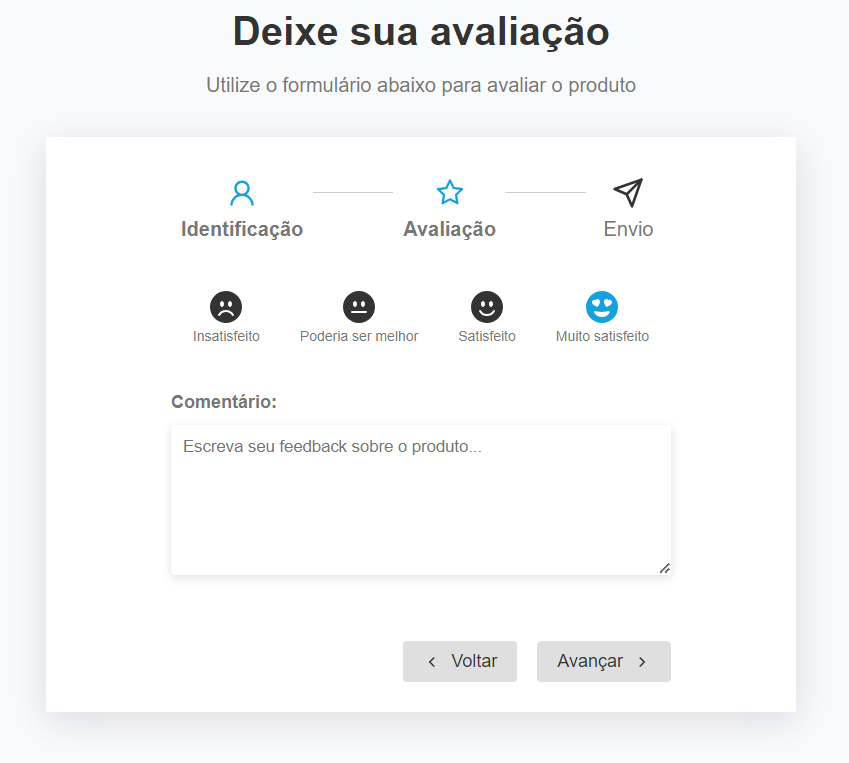 Deixe sua avaliação
Utilize o formulário abaixo para avaliar o produto
Identificação
Avaliação
Envio
Insatisfeito
Poderia ser melhor
Satisfeito
Muito satisfeito
Comentário:
Escreva seu feedback sobre o produto...
Voltar
Avançar